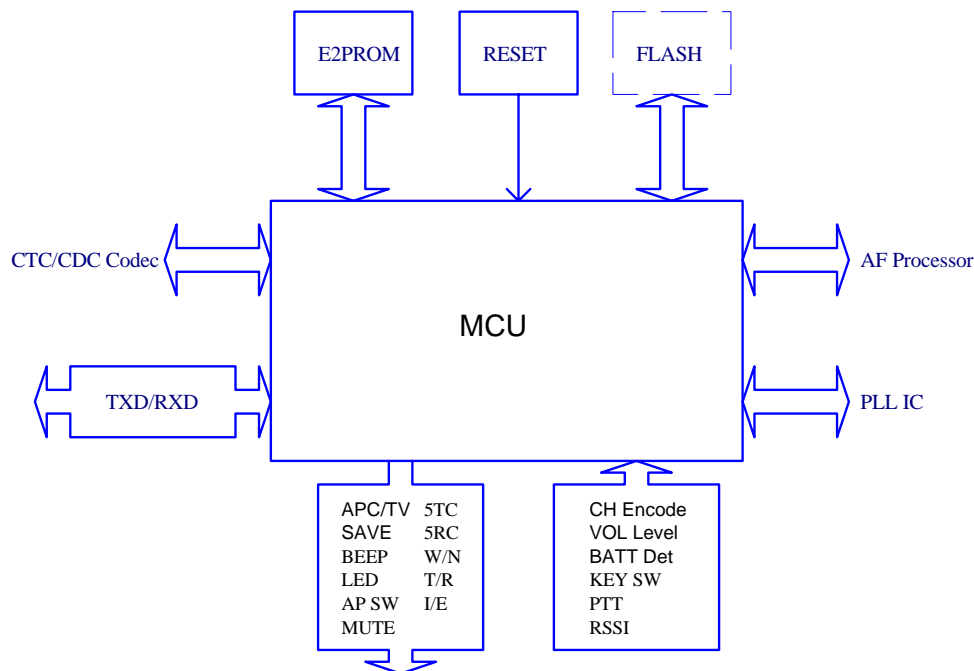 E2PROM
RESET
FLASH
CTC/CDC Codec
AF Processor
MCU
TXD/RXD
PLL IC
APC/TV 5TC
SAVE 5RC
BEEP W/N
LED T/R
AP SW I/E
MUTE
CH Encode
VOL Level
BATT Det
KEY SW
PTT
RSSI